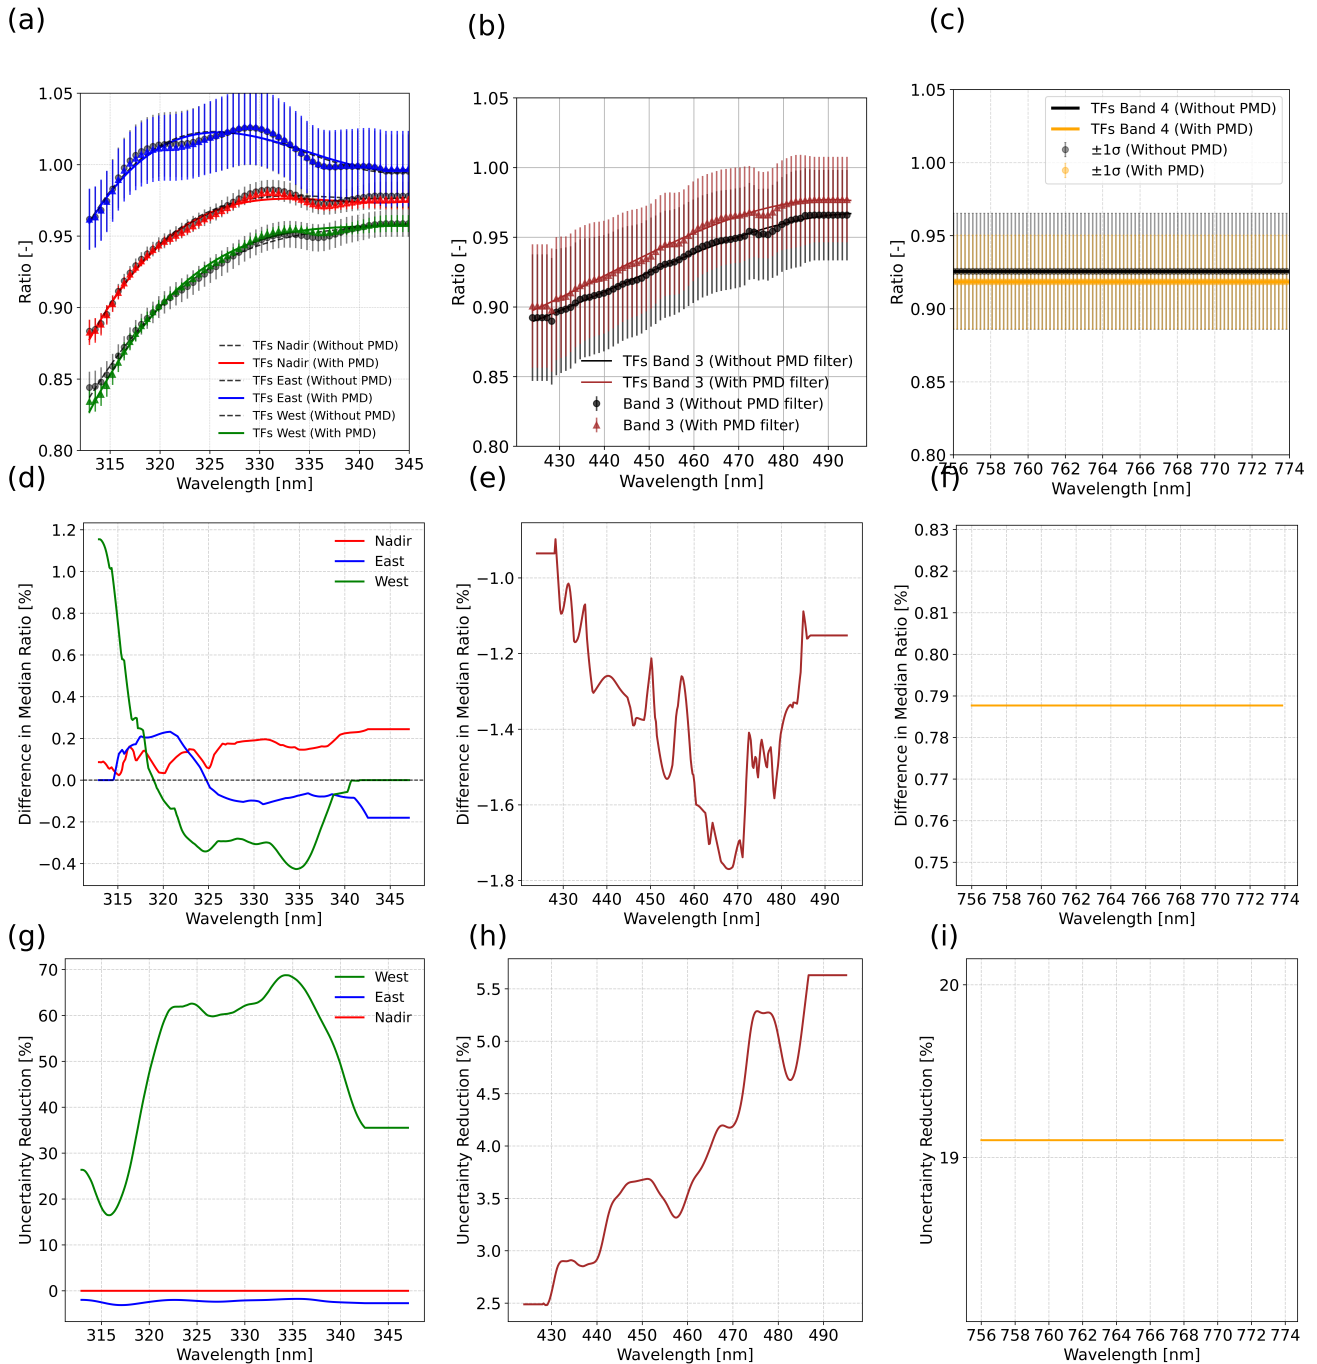 (a)
1.05
1.00
0.95
0.90
0.85
0.80
Ratio [-]
TFs Nadir (Without PMD)
TFs Nadir (With PMD)
TFs East (Without PMD)
TFs East (With PMD)
TFs West (Without PMD)
TFs West (With PMD)
315 320 325 330 335 340 345
Wavelength [nm]
(b)
1.05
1.00
0.95
0.90
0.85
0.80
Ratio [-]
TFs Band 3 (Without PMD filter)
TFs Band 3 (With PMD filter)
Band 3 (Without PMD filter)
Band 3 (With PMD filter)
430 440 450 460 470 480 490
Wavelength [nm]
(c)
1.05
1.00
0.95
0.90
0.85
0.80
Ratio [-]
TFs Band 4 (Without PMD)
TFs Band 4 (With PMD)
±1σ (Without PMD)
±1σ (With PMD)
756 758 760 762 764 766 768 770 772 774
Wavelength [nm]
(d)
1.2
1.0
0.8
0.6
0.4
0.2
0.0
−0.2
−0.4
Difference in Median Ratio [%]
Nadir
East
West
315 320 325 330 335 340 345
Wavelength [nm]
(e)
−1.0
−1.2
−1.4
−1.6
−1.8
Difference in Median Ratio [%]
430 440 450 460 470 480 490
Wavelength [nm]
(f)
0.83
0.82
0.81
0.80
0.79
0.78
0.77
0.76
0.75
Difference in Median Ratio [%]
756 758 760 762 764 766 768 770 772 774
Wavelength [nm]
(g)
70
60
50
40
30
20
10
0
Uncertainty Reduction [%]
West
East
Nadir
315 320 325 330 335 340 345
Wavelength [nm]
(h)
5.5
5.0
4.5
4.0
3.5
3.0
2.5
Uncertainty Reduction [%]
430 440 450 460 470 480 490
Wavelength [nm]
(i)
20
19
Uncertainty Reduction [%]
756 758 760 762 764 766 768 770 772 774
Wavelength [nm]